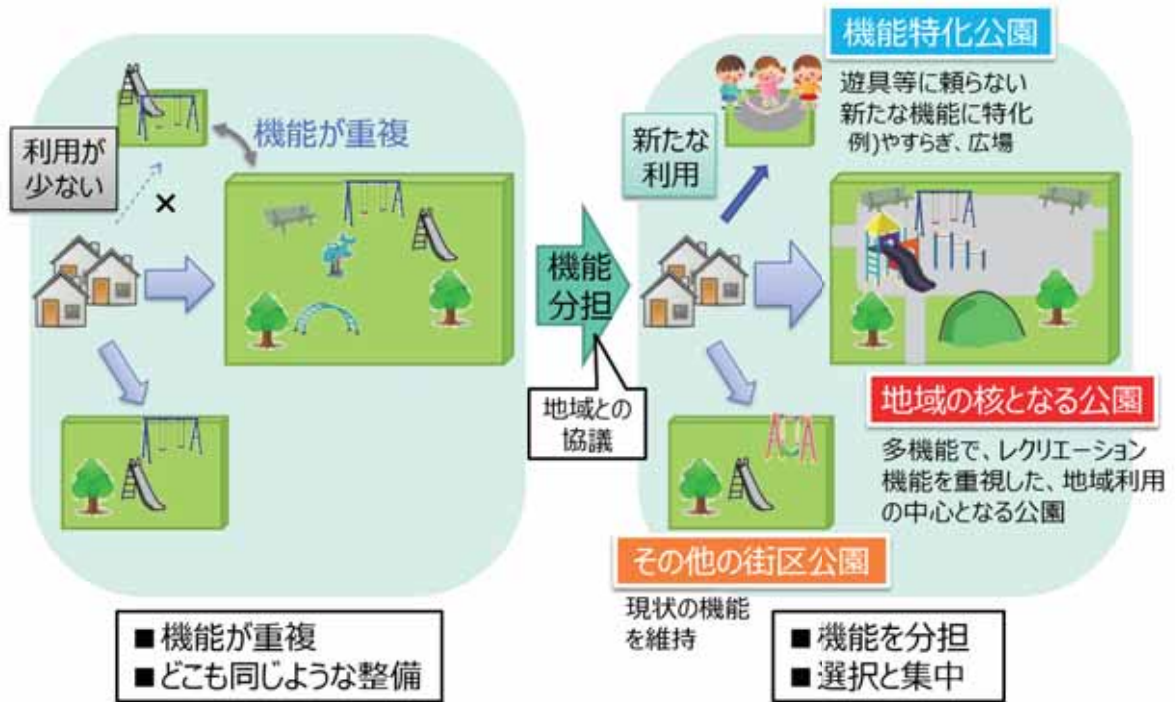 利用が
少ない
機能が重複
■機能が重複
■どこも同じような整備
機能
分担
地域との
協議
機能特化公園
遊具等に頼らない
新たな機能に特化
例)やすらぎ、広場
新たな
利用
地域の核となる公園
多機能で、レクリエーション
機能を重視した、地域利用
の中心となる公園
その他の街区公園
現状の機能
を維持
■機能を分担
■選択と集中